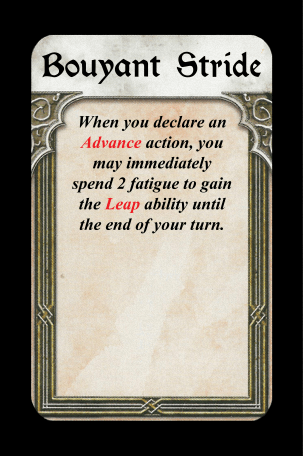 Bouyant Stride
When you declare an
Advance action, you
may immediately
spend 2 fatigue to gain
the Leap ability until
the end of your turn.